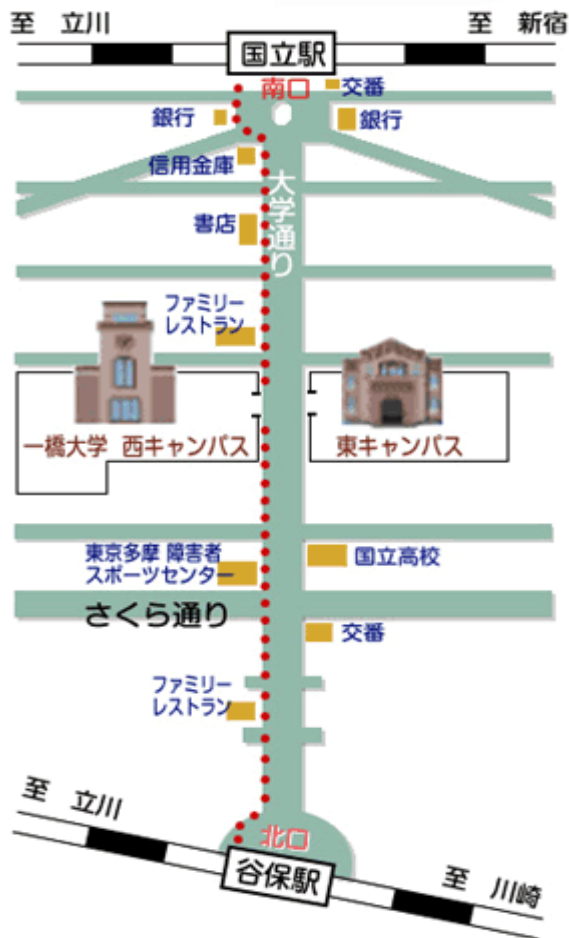 至 立川
至 新宿
国立駅
南口
交番
銀行
銀行
信用金庫
大学通り
書店
ファミリー
レストラン
一橋大学 西キャンパス
東キャンパス
東京多摩 障害者
スポーツセンター
国立高校
さくら通り
交番
ファミリー
レストラン
至 立川
北口
谷保駅
至 川崎